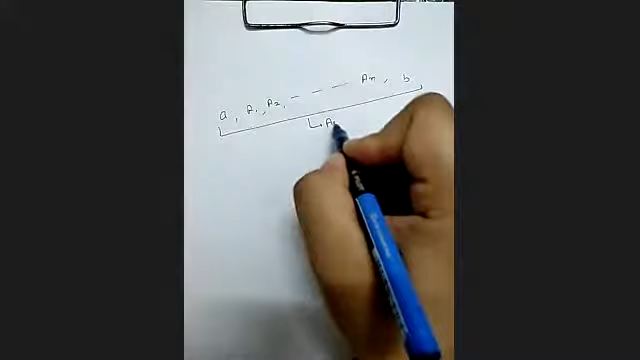 a, A₁, A₂, - - - Aₙ, b
↳ A